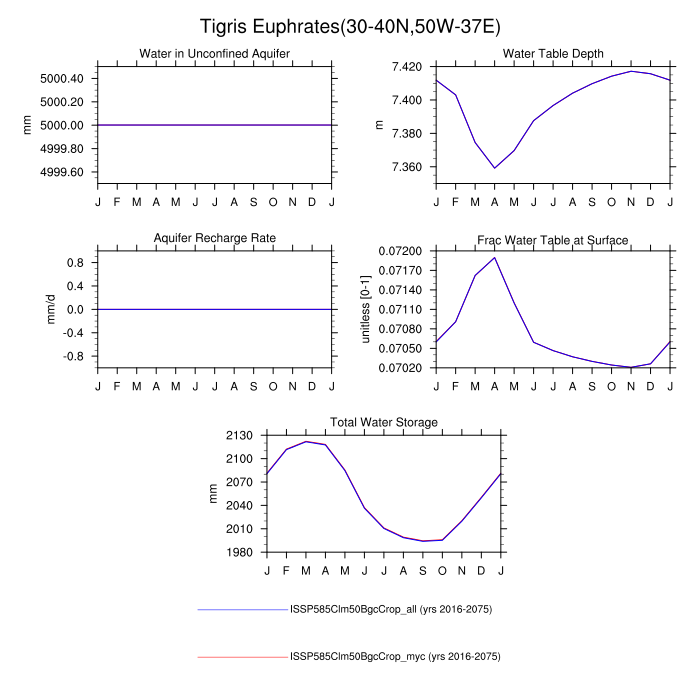 Tigris Euphrates(30-40N,50W-37E)
Water in Unconfined Aquifer
Water Table Depth
5000.40
5000.20
5000.00
4999.80
4999.60
mm
J F M A M J J A S O N D J
7.420
7.400
7.380
7.360
m
J F M A M J J A S O N D J
Aquifer Recharge Rate
Frac Water Table at Surface
0.8
0.4
0.0
-0.4
-0.8
mm/d
J F M A M J J A S O N D J
0.07200
0.07170
0.07140
0.07110
0.07080
0.07050
0.07020
unitless [0-1]
J F M A M J J A S O N D J
Total Water Storage
2130
2100
2070
2040
2010
1980
mm
J F M A M J J A S O N D J
ISSP585Clm50BgcCrop_all (yrs 2016-2075)
ISSP585Clm50BgcCrop_myc (yrs 2016-2075)